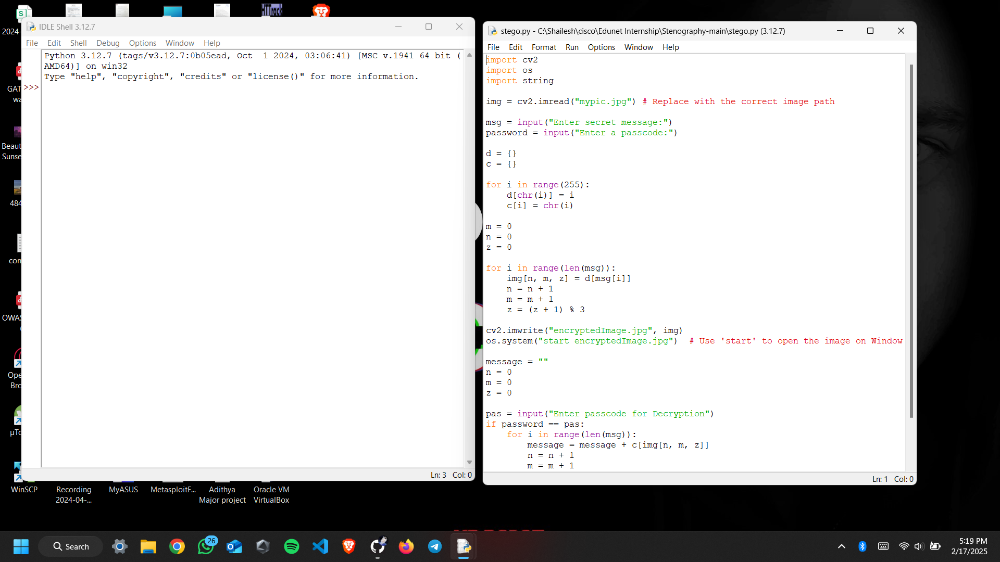 2024-
HTTrack
IDLE Shell 3.12.7
File Edit Shell Debug Options Window Help
Python 3.12.7 (tags/v3.12.7:0b05ead, Oct  1 2024, 03:06:41) [MSC v.1941 64 bit (
AMD64)] on win32
Type "help", "copyright", "credits" or "license()" for more information.
>>>
Ln: 3 Col: 0
stego.py - C:\Shailesh\cisco\Edunet Internship\Stenography-main\stego.py (3.12.7)
File Edit Format Run Options Window Help
import cv2
import os
import string
img = cv2.imread("mypic.jpg") # Replace with the correct image path
msg = input("Enter secret message:")
password = input("Enter a passcode:")
d = {}
c = {}
for i in range(255):
    d[chr(i)] = i
    c[i] = chr(i)
m = 0
n = 0
z = 0
for i in range(len(msg)):
    img[n, m, z] = d[msg[i]]
    n = n + 1
    m = m + 1
    z = (z + 1) % 3
cv2.imwrite("encryptedImage.jpg", img)
os.system("start encryptedImage.jpg")  # Use 'start' to open the image on Window
message = ""
n = 0
m = 0
z = 0
pas = input("Enter passcode for Decryption")
if password == pas:
    for i in range(len(msg)):
        message = message + c[img[n, m, z]]
        n = n + 1
        m = m + 1
Ln: 1 Col: 0
GAT
wa
Beaut
Sunse
484
com
OWAS
Ope
Bro
µTo
WinSCP
Recording
2024-04-...
MyASUS
MetasploitF...
Adithya
Major project
Oracle VM
VirtualBox
Search
26
5:19 PM
2/17/2025